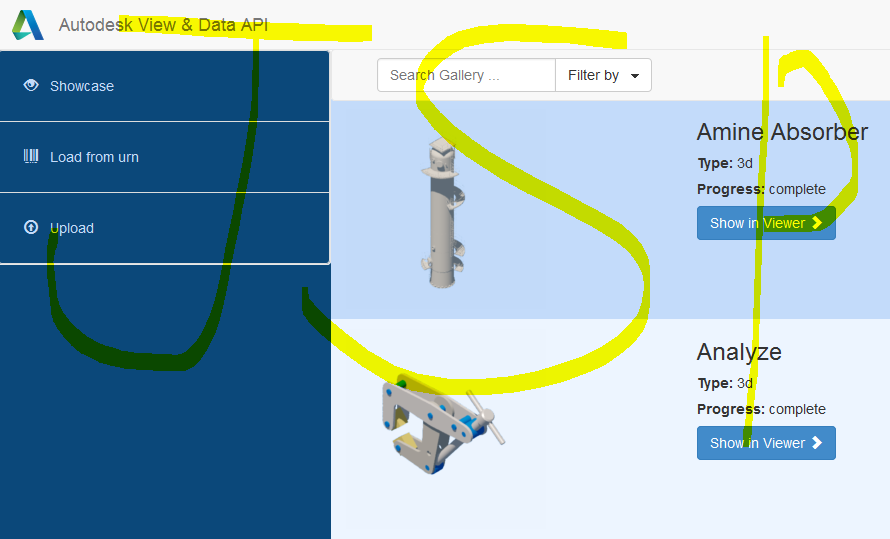 Autodesk View & Data API
Search Gallery ...
Filter by
Showcase
Load from urn
Upload
Amine Absorber
Type: 3d
Progress: complete
Show in Viewer
Analyze
Type: 3d
Progress: complete
Show in Viewer
JSP